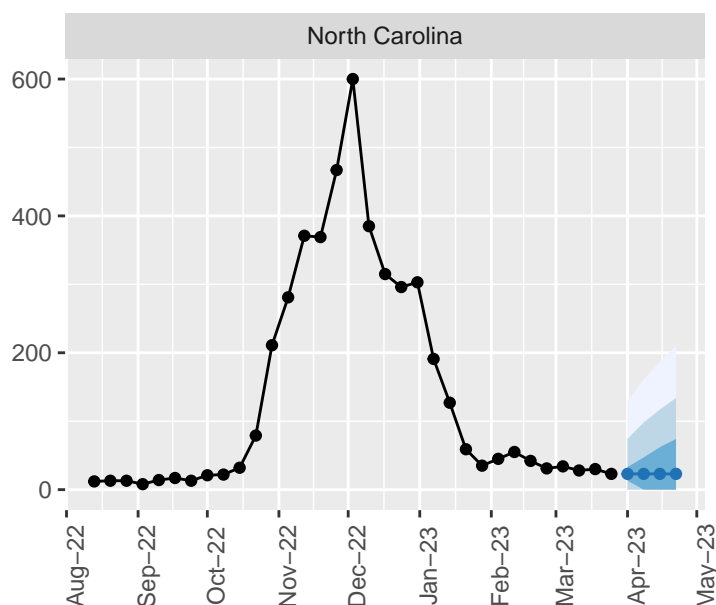 North Carolina
600
400
200
0
Aug−22
Sep−22
Oct−22
Nov−22
Dec−22
Jan−23
Feb−23
Mar−23
Apr−23
May−23